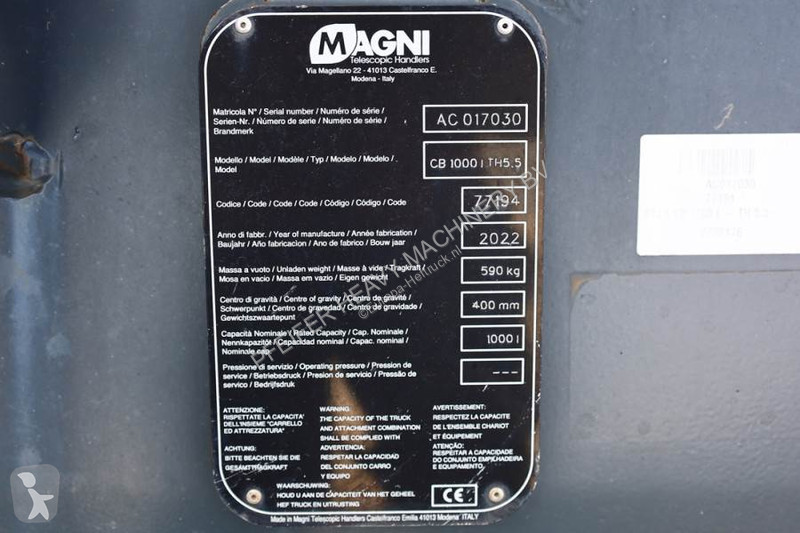 MAGNI
Telescopic Handlers
Via Magellano 22 - 41013 Castelfranco E.
Modena - Italy
Matricola N° / Serial number / Numéro de série /
Serien-Nr. / Número de serie / Numéro de série /
Brandmerk
AC 017030
Modello / Model / Modèle / Typ / Modelo / Modelo /
Model
CB 1000 l TH5.5
Codice / Code / Code / Code / Código / Código / Code
77194
Anno di fabbr. / Year of manufacture / Année fabrication /
Baujahr / Año fabricacion / Ano de fabrico / Bouw jaar
2022
Massa a vuoto / Unladen weight / Masse à vide / Tragkraft /
Mosa en vacio / Massa em vazio / Eigen gewicht
590 kg
Centro di gravità / Centre of gravity / Centre de gravité /
Schwerpunkt / Centro de gravedad / Centro de gravidade /
Gewichtszwaartepunt
400 mm
Capacità Nominale / Rated Capacity / Cap. Nominale /
Nennkapazitöt / Capacidad nominal / Capac. nominal /
Nominale cap.
1000 l
Pressione di servizio / Operating pressure / Pression de
service / Betriebsdruck / Presion de servicio / Pressão de
servico / Bedrijfsdruk
---
ATTENZIONE:
RISPETTATE LA CAPACITA'
DELL'INSIEME "CARRELLO
ED ATTREZZATURA"
WARNING:
THE CAPACITY OF THE TRUCK
AND ATTACHMENT COMBINATION
SHALL BE COMPLIED WITH
AVERTISSEMENT:
RESPECTEZ LA CAPACITE
DE L'ENSEMBLE CHARIOT
ET ÉQUIPEMENT
ACHTUNG:
BITTE BEACHTEN SIE DIE
GESAMTTRAGKRAFT
ADVERTENCIA:
RESPETAR LA CAPACIDAD
DEL CONJUNTO CARRO
Y EQUIPO
ATENÇÃO:
RESPEITAR A CAPACIDADE
DO CONJUNTO EMPILHADEIRA
E EQUIPAMENTO
WAARSCHUWING:
HOUD U AAN DE CAPACITEIT VAN HET GEHEEL
HEF TRUCK EN UITRUSTING
CE
Made in Magni Telescopic Handlers Castelfranco Emilia 41013 Modena ITALY
PFEIFER HEAVY MACHINERY BV